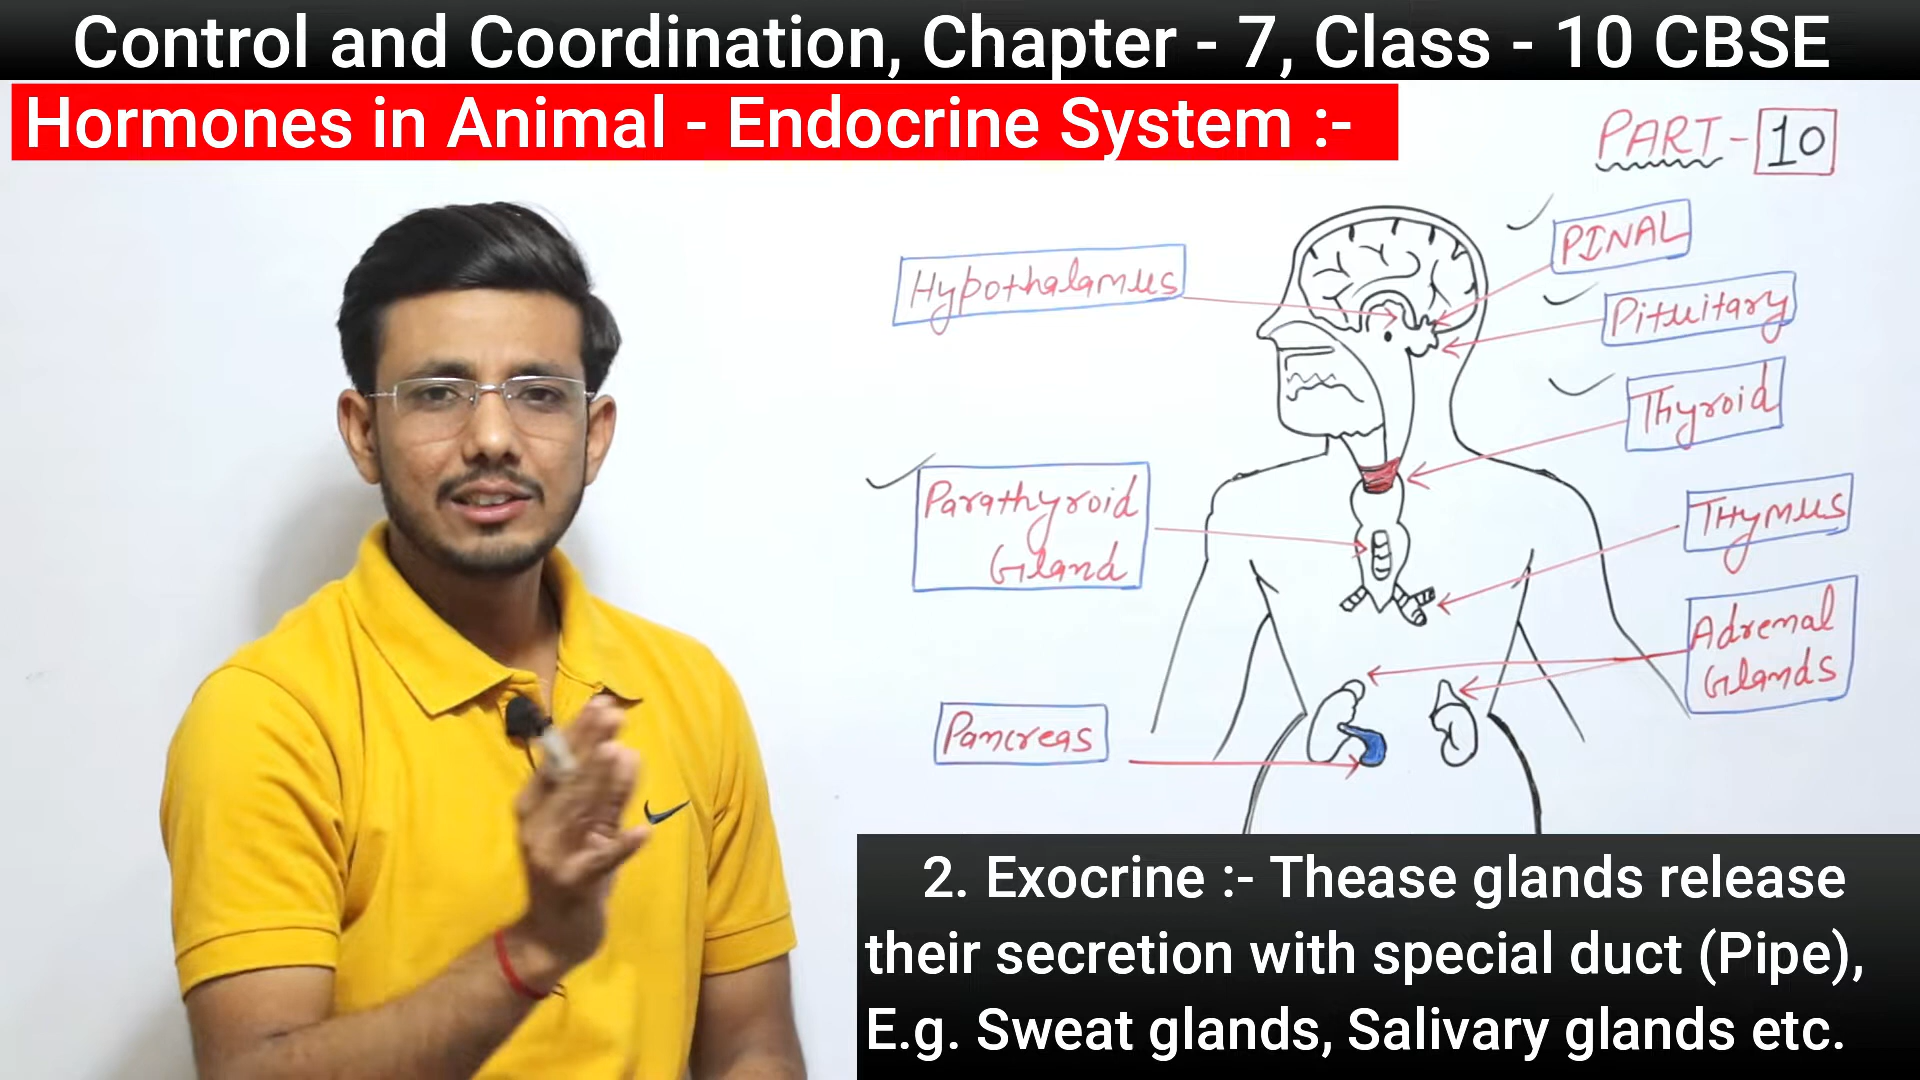 Control and Coordination, Chapter - 7, Class - 10 CBSE
Hormones in Animal - Endocrine System :-
PART - 10
PINAL
Hypothalamus
Pituitary
Thyroid
Parathyroid
Gland
THYMUS
Adrenal
Glands
Pancreas
2. Exocrine :- Thease glands release
their secretion with special duct (Pipe),
E.g. Sweat glands, Salivary glands etc.